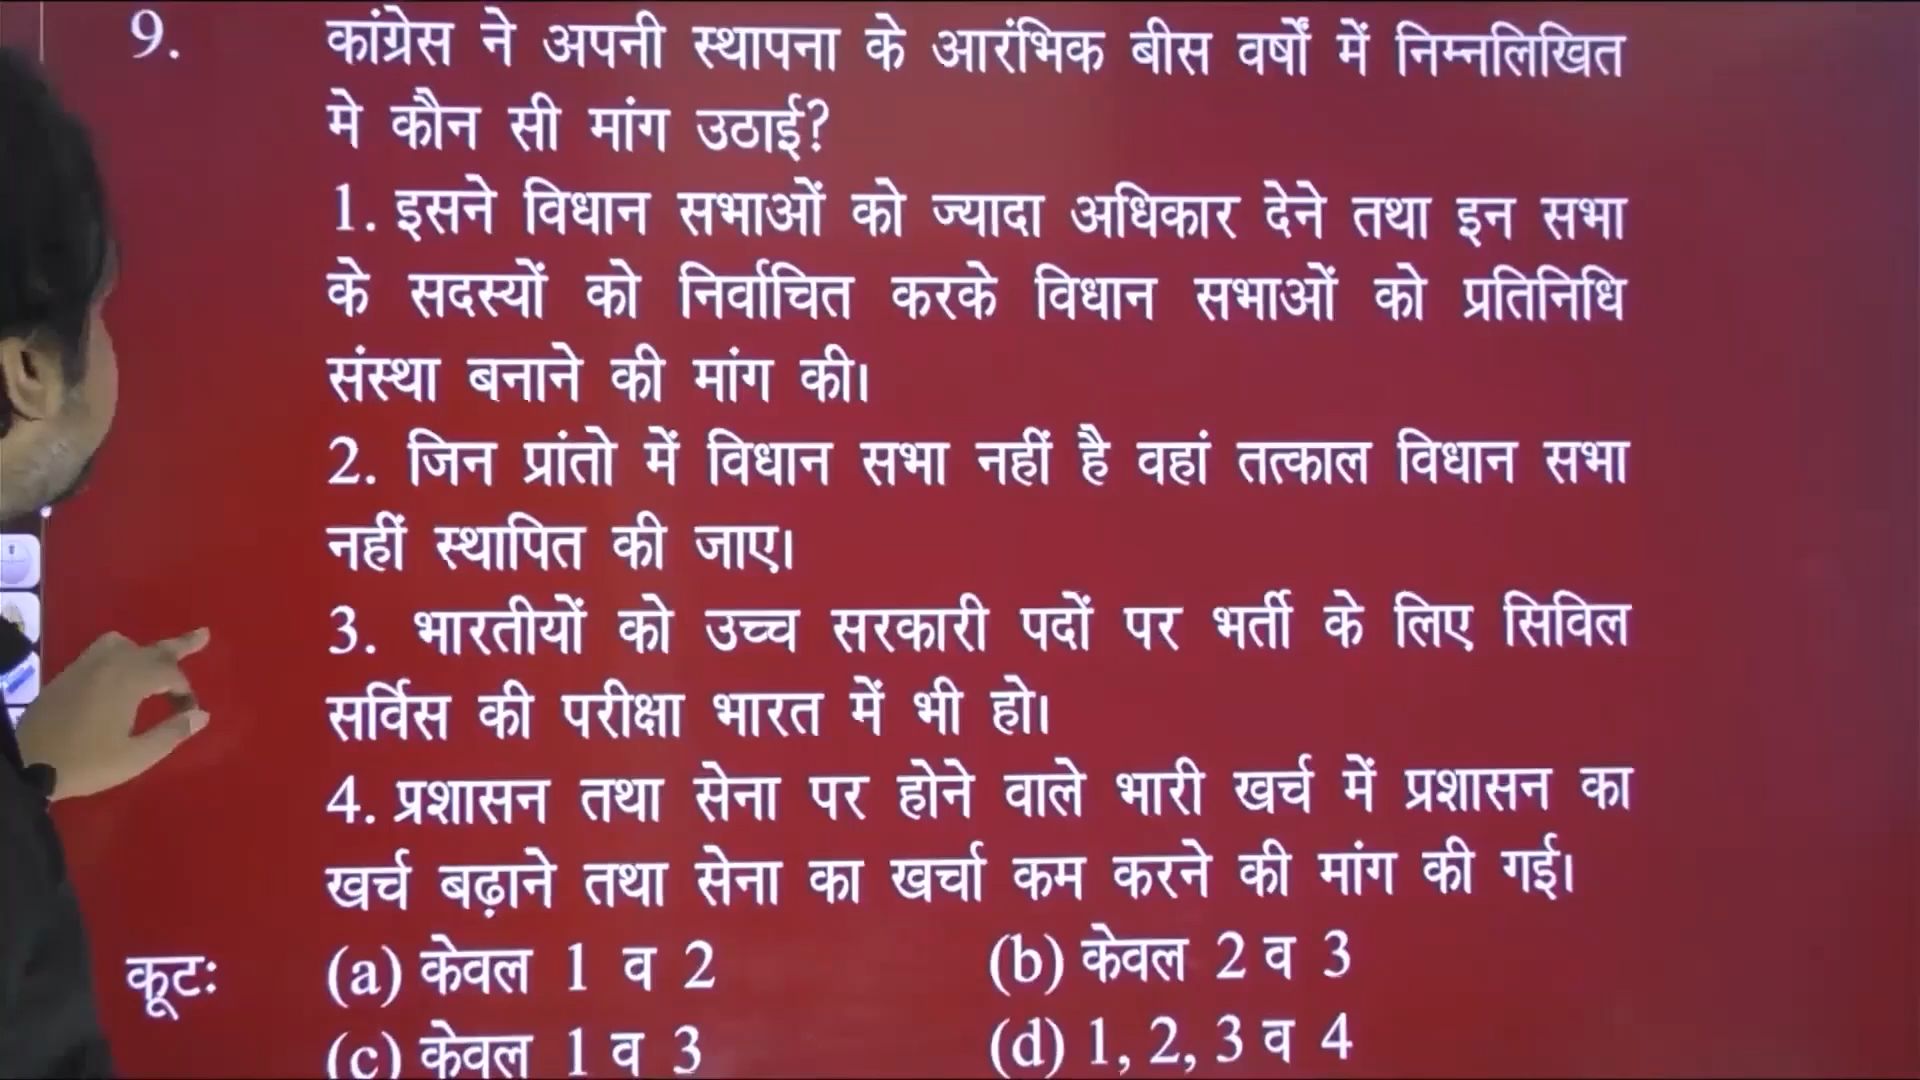 9. कांग्रेस ने अपनी स्थापना के आरंभिक बीस वर्षों में निम्नलिखित
मे कौन सी मांग उठाई?
1. इसने विधान सभाओं को ज्यादा अधिकार देने तथा इन सभा
के सदस्यों को निर्वाचित करके विधान सभाओं को प्रतिनिधि
संस्था बनाने की मांग की।
2. जिन प्रांतो में विधान सभा नहीं है वहां तत्काल विधान सभा
नहीं स्थापित की जाए।
3. भारतीयों को उच्च सरकारी पदों पर भर्ती के लिए सिविल
सर्विस की परीक्षा भारत में भी हो।
4. प्रशासन तथा सेना पर होने वाले भारी खर्च में प्रशासन का
खर्च बढ़ाने तथा सेना का खर्चा कम करने की मांग की गई।
कूटः (a) केवल 1 व 2 (b) केवल 2 व 3
(c) केवल 1 व 3 (d) 1, 2, 3 व 4